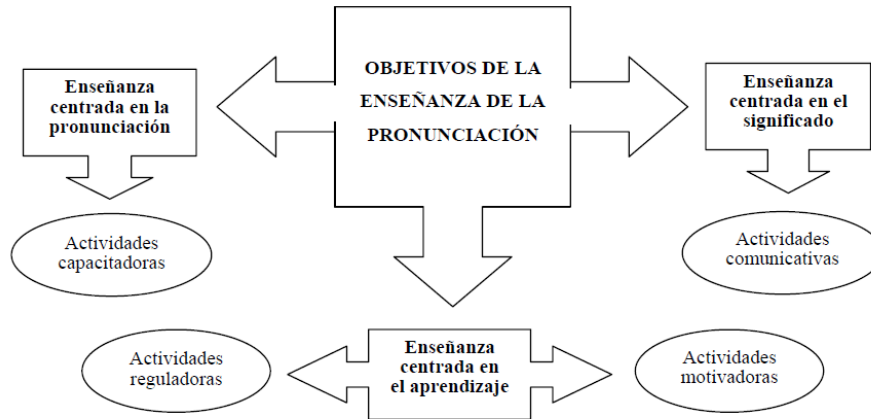 OBJETIVOS DE LA
ENSEÑANZA DE LA
PRONUNCIACIÓN
Enseñanza
centrada en la
pronunciación
Enseñanza
centrada en el
significado
Actividades
capacitadoras
Actividades
comunicativas
Enseñanza
centrada en
el aprendizaje
Actividades
reguladoras
Actividades
motivadoras